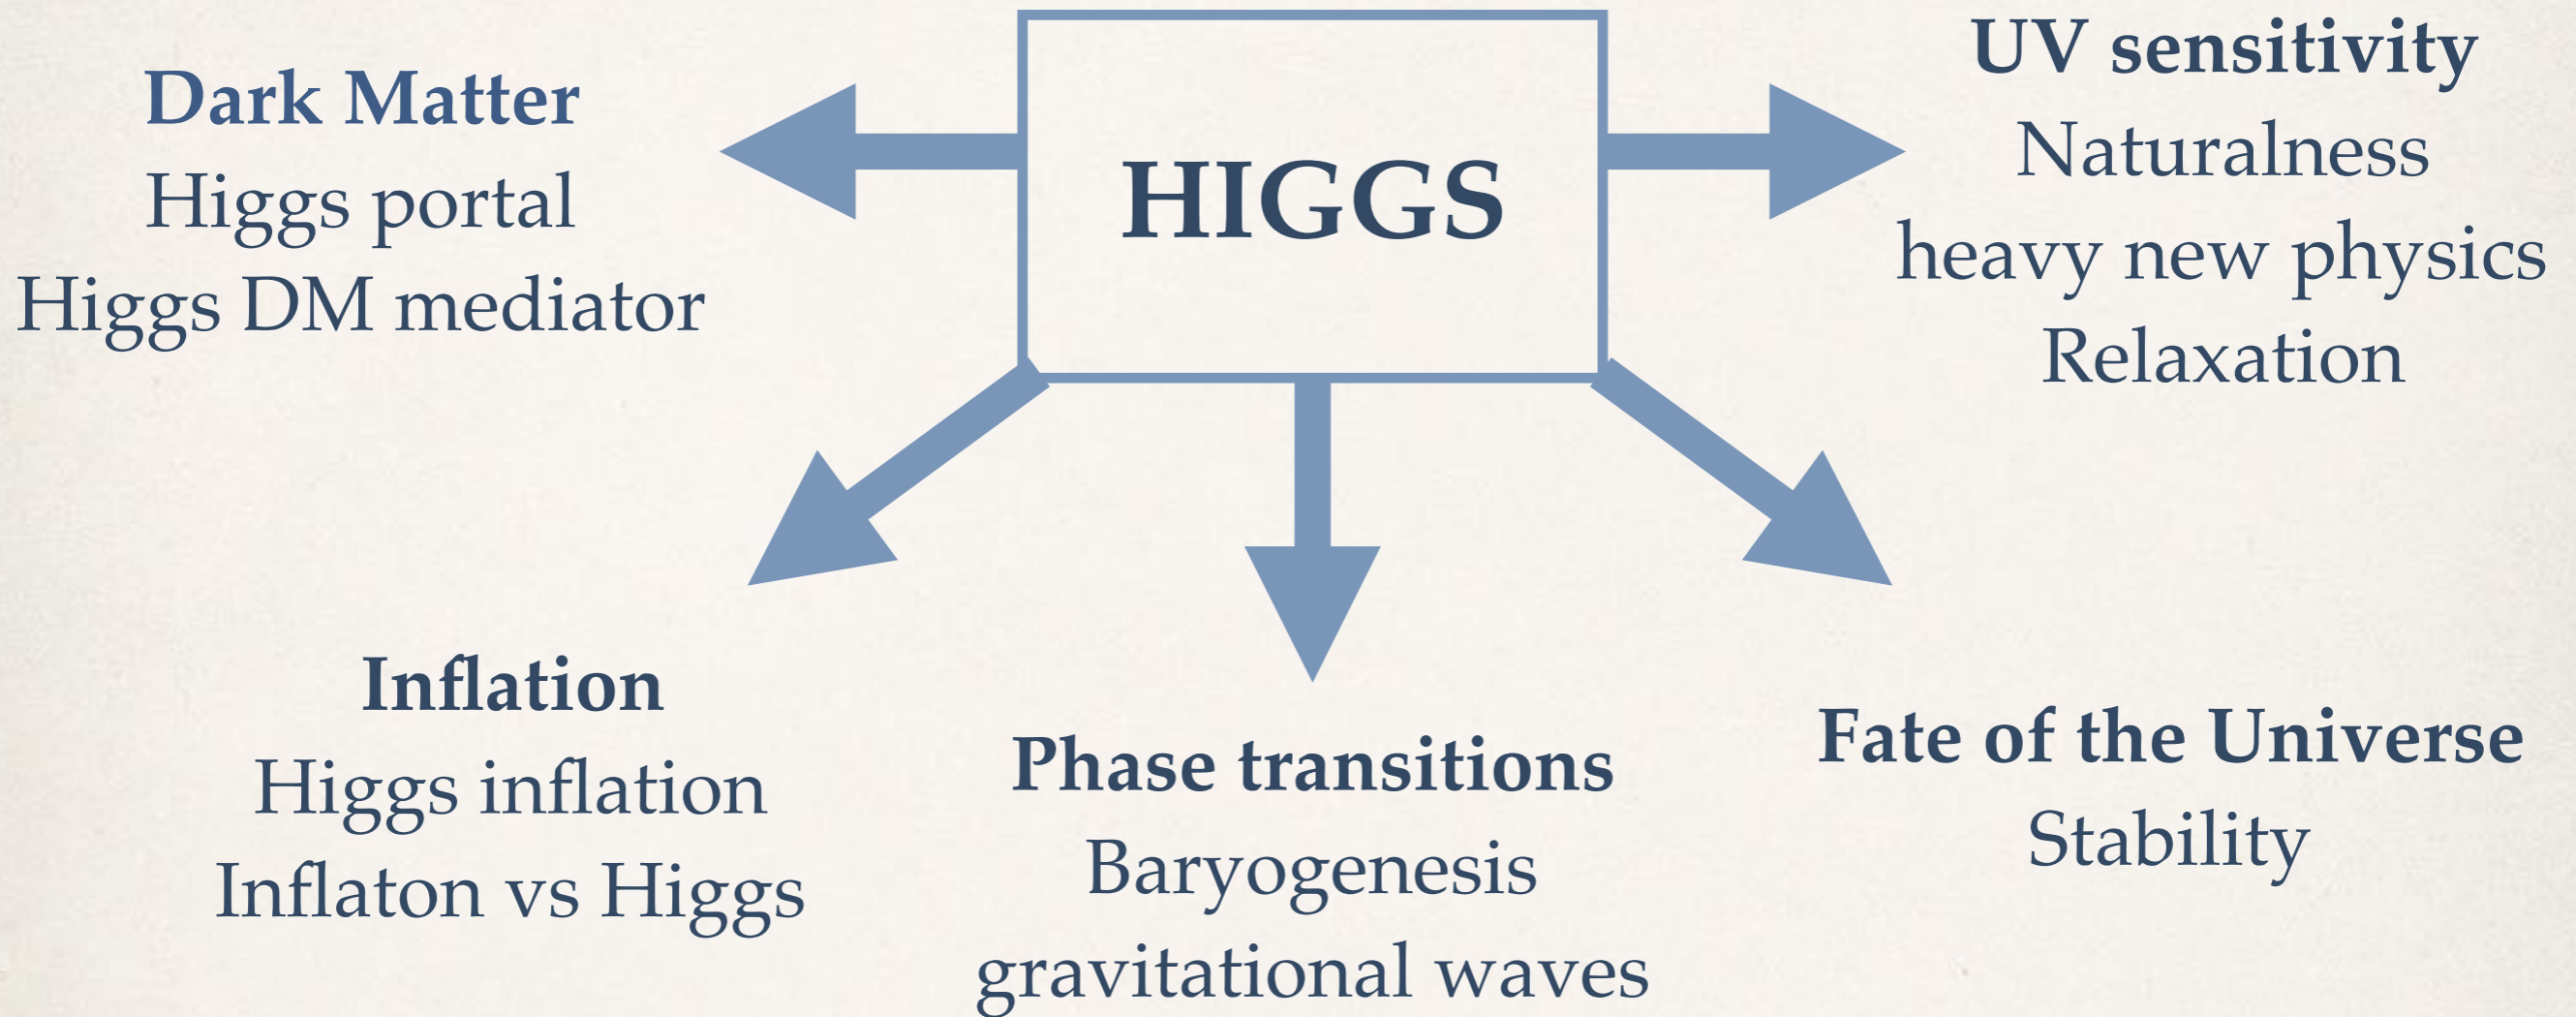 HIGGS
Dark Matter
Higgs portal
Higgs DM mediator
UV sensitivity
Naturalness
heavy new physics
Relaxation
Inflation
Higgs inflation
Inflaton vs Higgs
Phase transitions
Baryogenesis
gravitational waves
Fate of the Universe
Stability